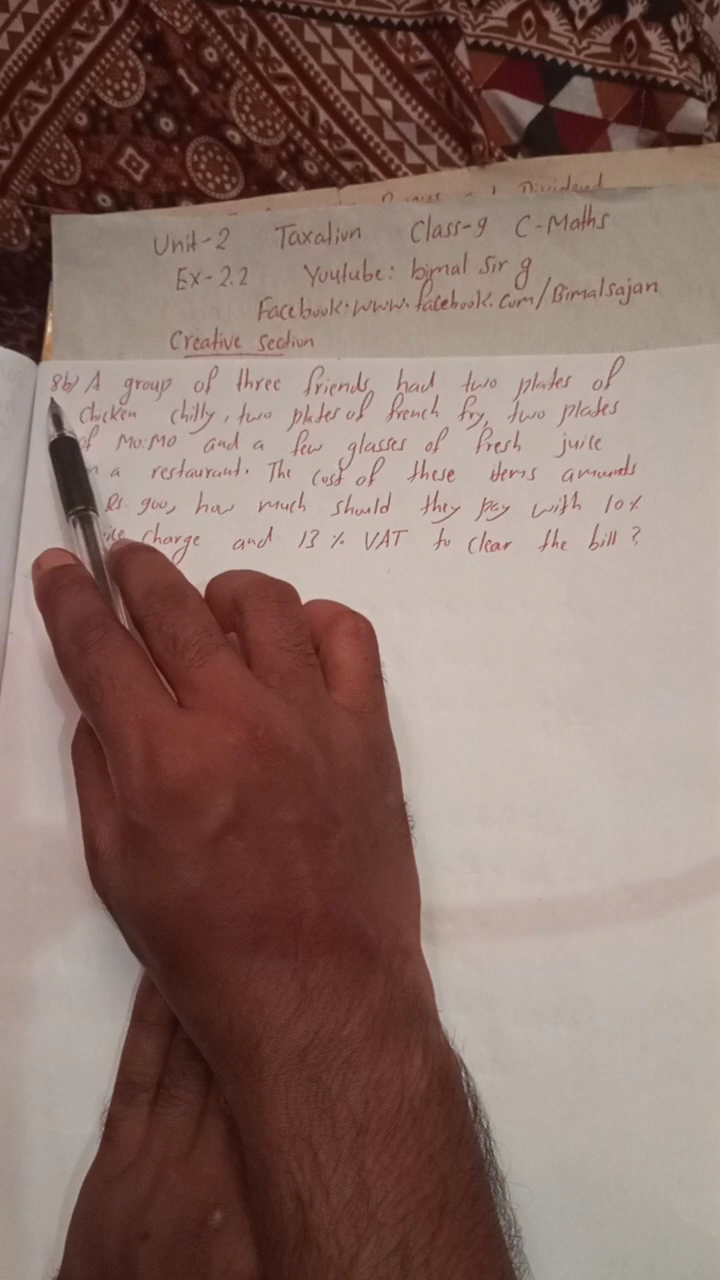 Dividend
Unit-2 Taxation Class-9 C-Maths
Ex-2.2 Youtube: bimal Sir g
Facebook:www.facebook.com/Bimalsajan
Creative section
8b) A group of three friends had two plates of
Chicken chilly, two plates of french fry, two plates
of MO:MO and a few glasses of fresh juice
a restaurant. The cost of these items amounts
Rs. 900, how much should they pay with 10%
charge and 13% VAT to clear the bill?